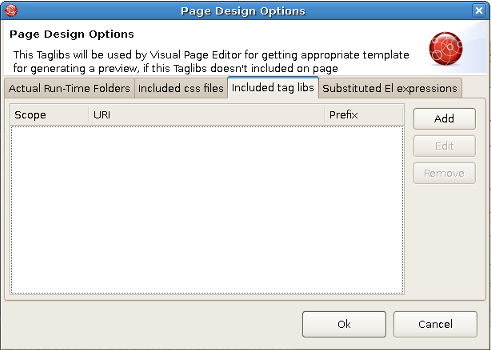 Page Design Options
Page Design Options
This Taglibs will be used by Visual Page Editor for getting appropriate template
for generating a preview, if this Taglibs doesn't included on page
Actual Run-Time Folders Included css files Included tag libs Substituted El expressions
Scope URI Prefix
Add
Edit
Remove
Ok Cancel